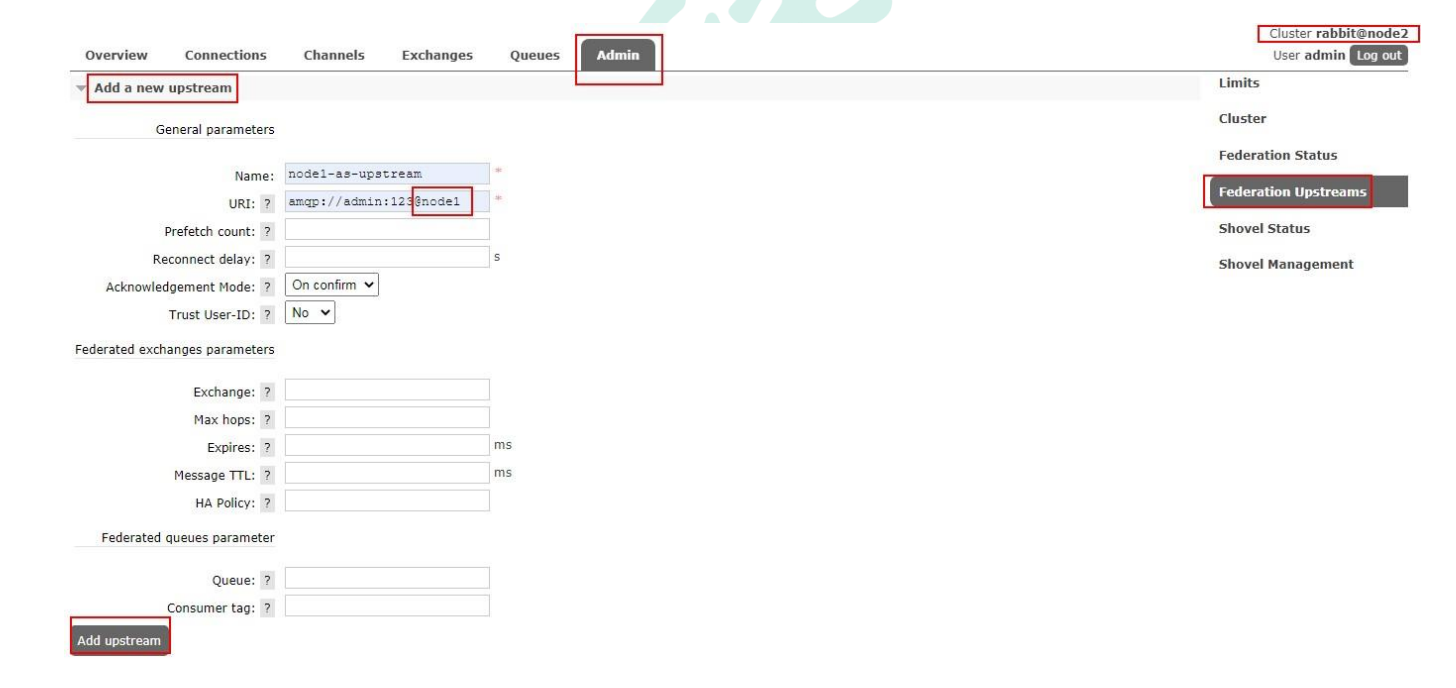 Cluster rabbit@node2
Overview Connections Channels Exchanges Queues Admin
User admin Log out
Add a new upstream
Limits
General parameters
Cluster
Federation Status
Name: node1-as-upstream *
Federation Upstreams
URI: ? amqp://admin:123@node1 *
Prefetch count: ?
Shovel Status
Reconnect delay: ? s
Shovel Management
Acknowledgement Mode: ? On confirm
Trust User-ID: ? No
Federated exchanges parameters
Exchange: ?
Max hops: ?
Expires: ? ms
Message TTL: ? ms
HA Policy: ?
Federated queues parameter
Queue: ?
Consumer tag: ?
Add upstream